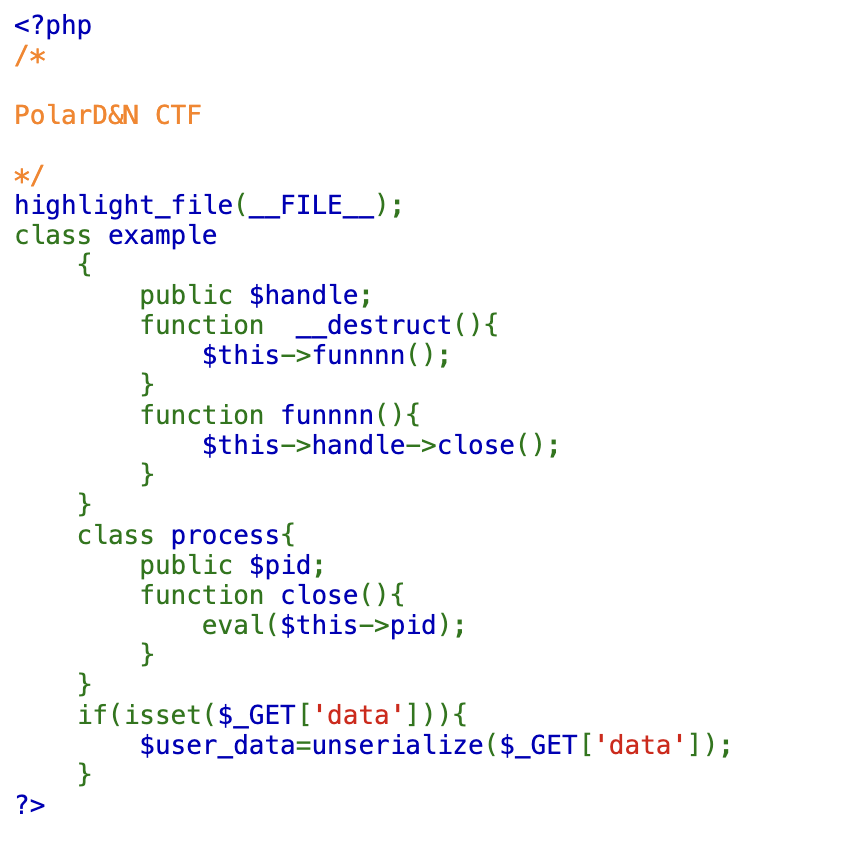 <?php
/*
PolarD&N CTF
*/
highlight_file(__FILE__);
class example
{
public $handle;
function  __destruct(){
$this->funnnn();
}
function funnnn(){
$this->handle->close();
}
}
class process{
public $pid;
function close(){
eval($this->pid);
}
}
if(isset($_GET['data'])){
$user_data=unserialize($_GET['data']);
}
?>